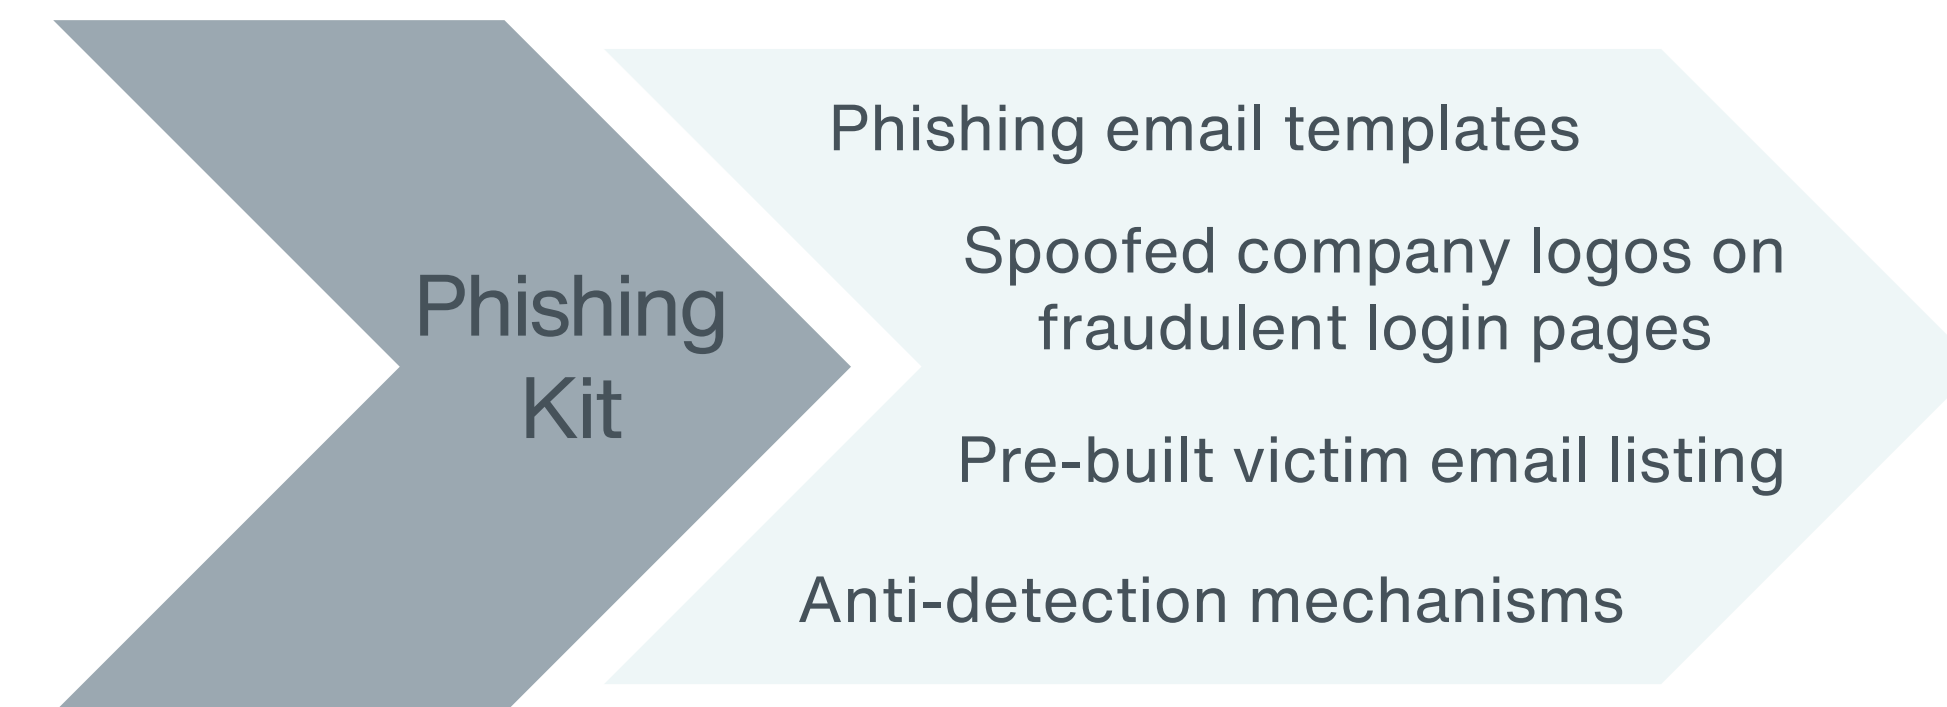 Phishing
Kit
Phishing email templates
Spoofed company logos on
fraudulent login pages
Pre-built victim email listing
Anti-detection mechanisms